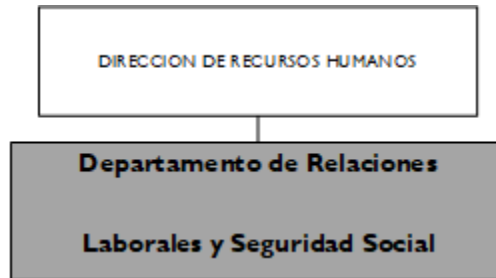 DIRECCION DE RECURSOS HUMANOS
Departamento de Relaciones
Laborales y Seguridad Social